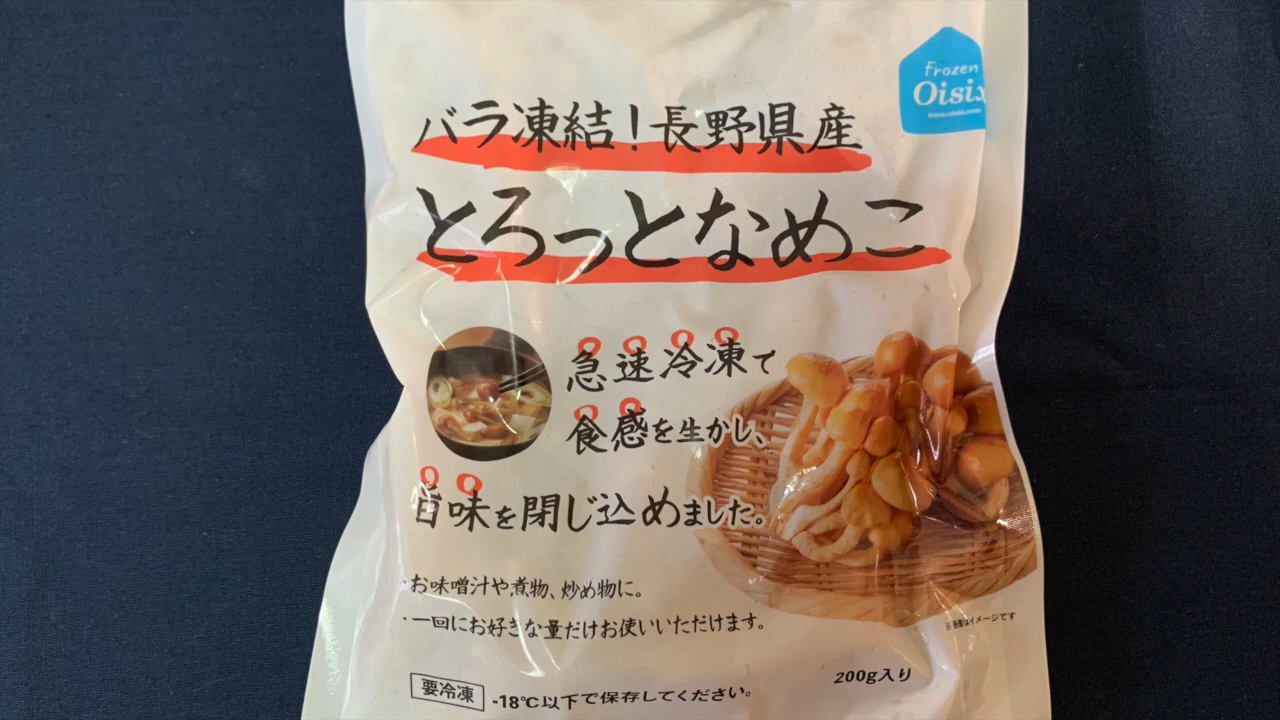 Frozen
Oisix
www.oisix.com
バラ凍結！長野県産
とろっとなめこ
急速冷凍で
食感を生かし、
旨味を閉じ込めました。
・お味噌汁や煮物、炒め物に。
・一回にお好きな量だけお使いいただけます。
※画像はイメージです
200g入り
要冷凍 -18℃以下で保存してください。